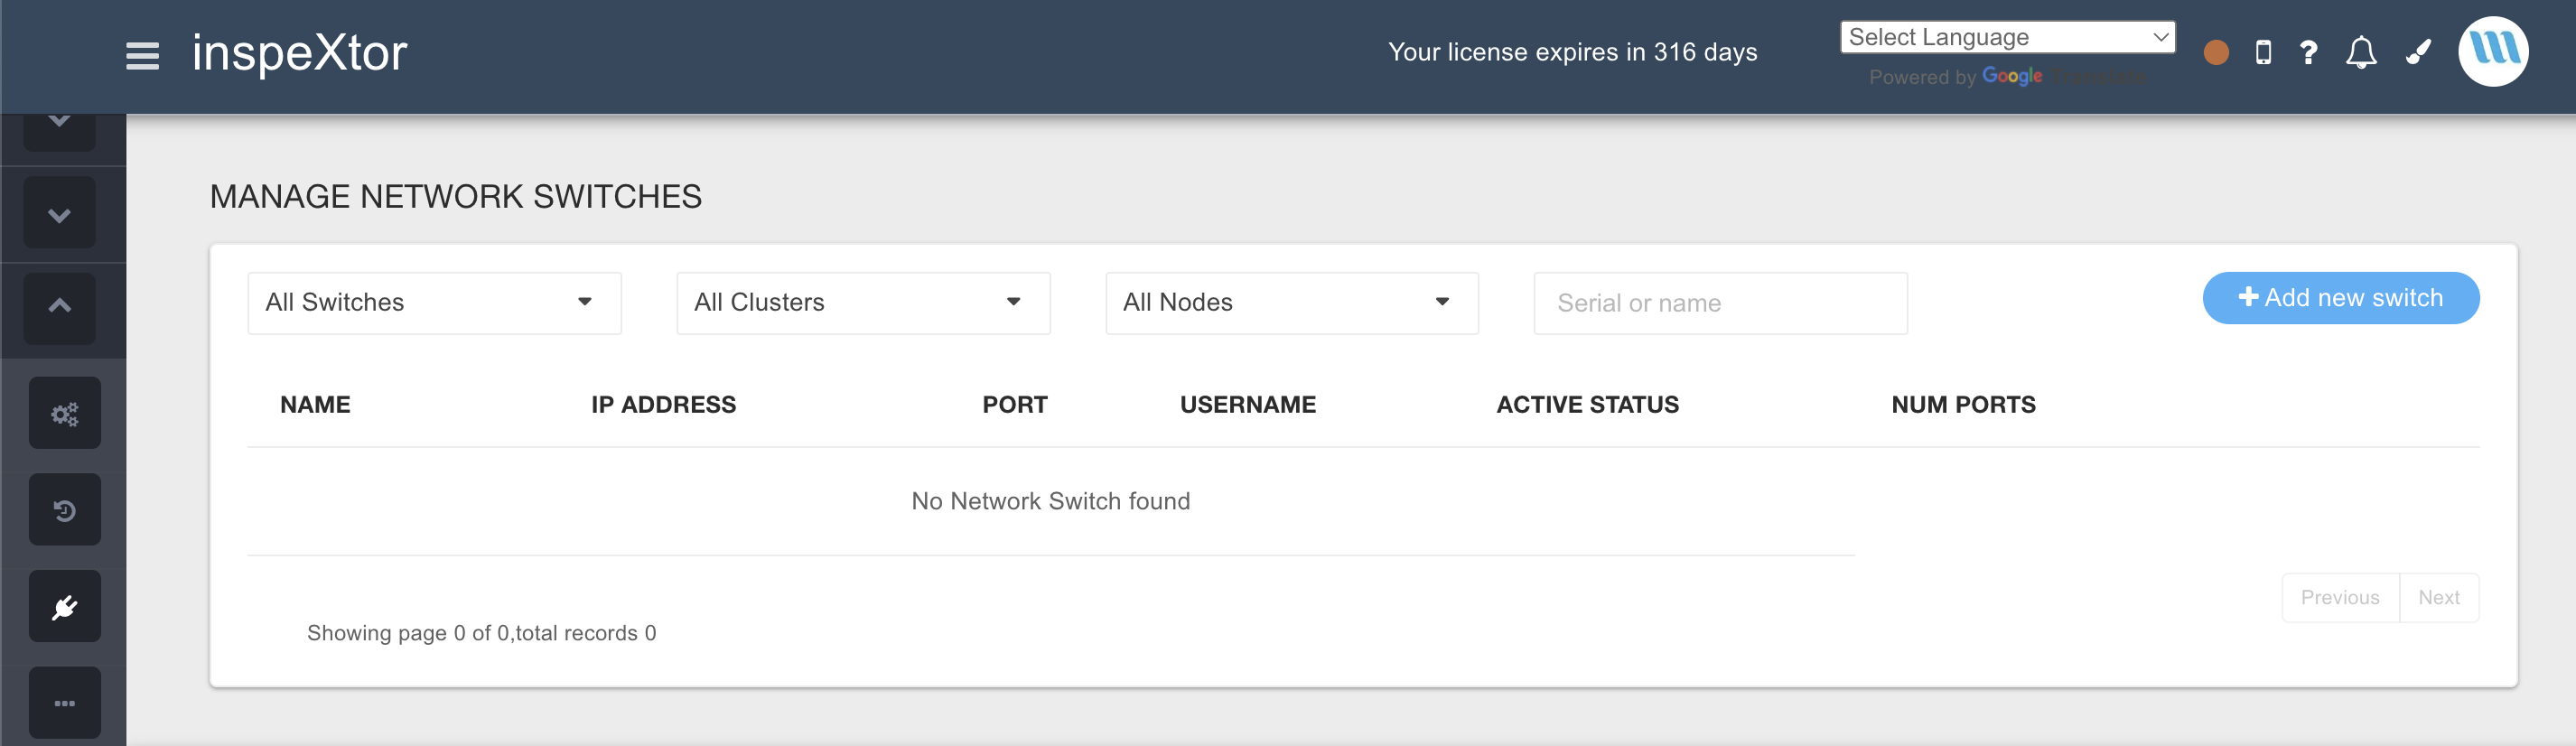 inspeXtor
Your license expires in 316 days
Select Language
Powered by Google
MANAGE NETWORK SWITCHES
All Switches
All Clusters
All Nodes
Serial or name
Add new switch
NAME IP ADDRESS PORT USERNAME ACTIVE STATUS NUM PORTS
No Network Switch found
Previous Next
Showing page 0 of 0,total records 0